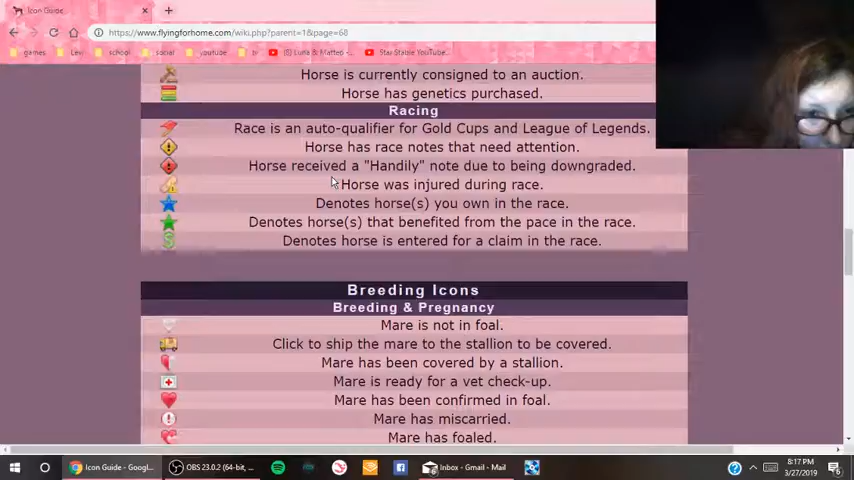 Icon Guide
https://www.flyingforhome.com/wiki.php?parent=1&page=68
games Levi school social youtube tv (6) Luna & Matteo -... Star Stable YouTube...
Horse is currently consigned to an auction.
Horse has genetics purchased.
Racing
Race is an auto-qualifier for Gold Cups and League of Legends.
Horse has race notes that need attention.
Horse received a "Handily" note due to being downgraded.
Horse was injured during race.
Denotes horse(s) you own in the race.
Denotes horse(s) that benefited from the pace in the race.
Denotes horse is entered for a claim in the race.
Breeding Icons
Breeding & Pregnancy
Mare is not in foal.
Click to ship the mare to the stallion to be covered.
Mare has been covered by a stallion.
Mare is ready for a vet check-up.
Mare has been confirmed in foal.
Mare has miscarried.
Mare has foaled.
Icon Guide - Googl... OBS 23.0.2 (64-bit, ... Inbox - Gmail - Mail
8:17 PM
3/27/2019